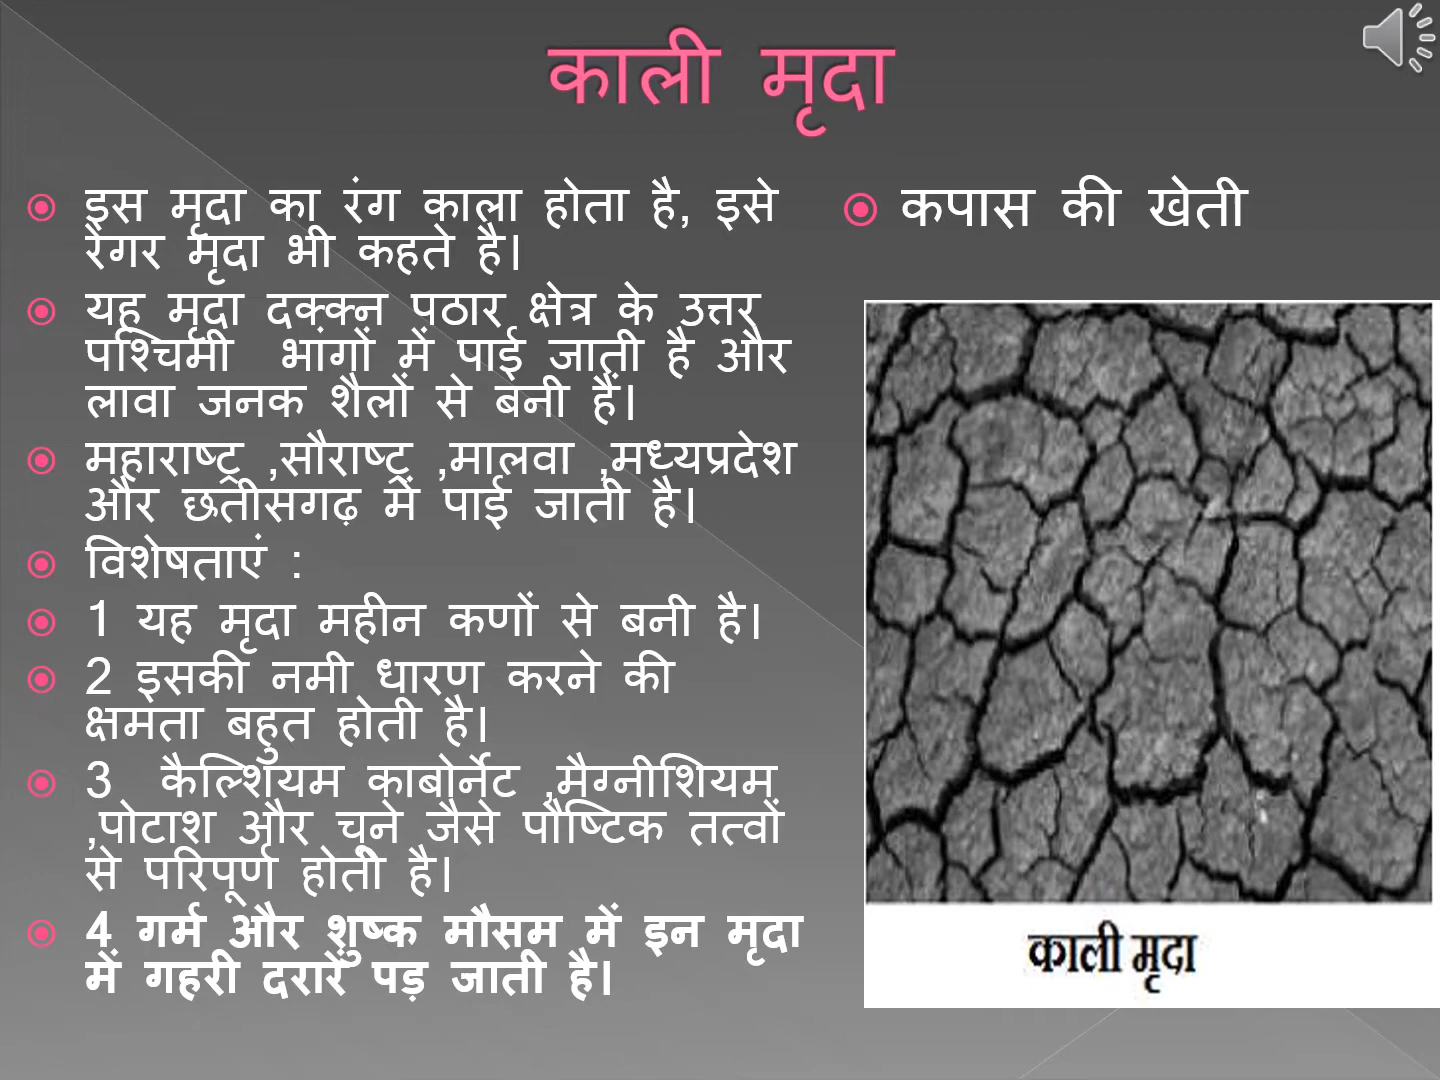 काली मृदा
इस मृदा का रंग काला होता है, इसे
रेगर मृदा भी कहते है।
यह मृदा दक्क्न पठार क्षेत्र के उत्तर
पश्चिमी भांगों में पाई जाती है और
लावा जनक शैलों से बनी हैं।
महाराष्ट्र ,सौराष्ट्र ,मालवा ,मध्यप्रदेश
और छतीसगढ़ में पाई जाती है।
विशेषताएं :
1 यह मृदा महीन कणों से बनी है।
2 इसकी नमी धारण करने की
क्षमता बहुत होती है।
3 कैल्शियम काबोर्नेट ,मैग्नीशियम
,पोटाश और चूने जैसे पौष्टिक तत्वों
से परिपूर्ण होती है।
4 गर्म और शुष्क मौसम में इन मृदा
में गहरी दरारें पड़ जाती है।
कपास की खेती
काली मृदा